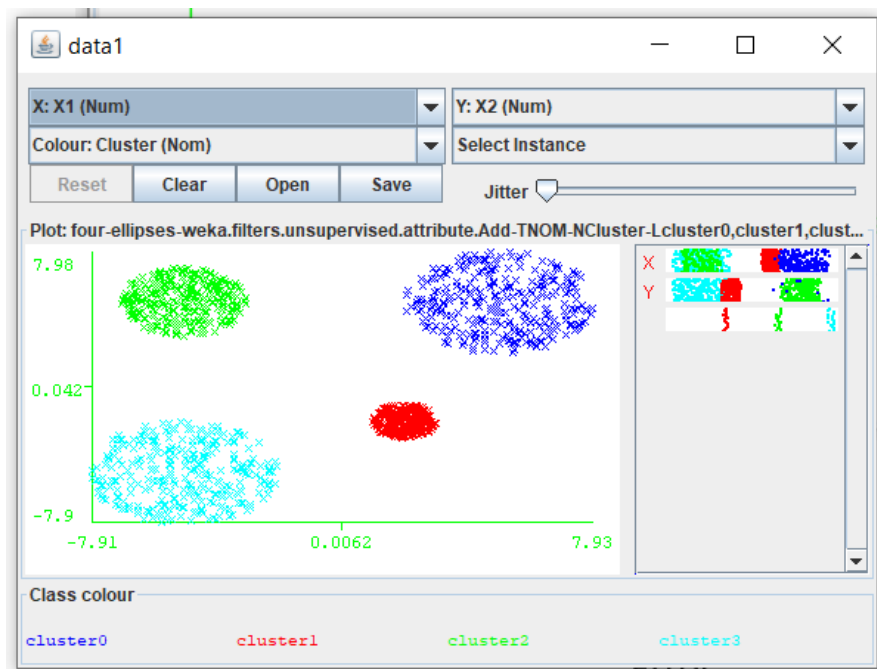 data1
X: X1 (Num) Y: X2 (Num)
Colour: Cluster (Nom) Select Instance
Reset Clear Open Save Jitter
Plot: four-ellipses-weka.filters.unsupervised.attribute.Add-TNOM-NCluster-Lcluster0,cluster1,clust...
7.98
0.042
-7.9
-7.91 0.0062 7.93
X
Y
Class colour
cluster0 cluster1 cluster2 cluster3